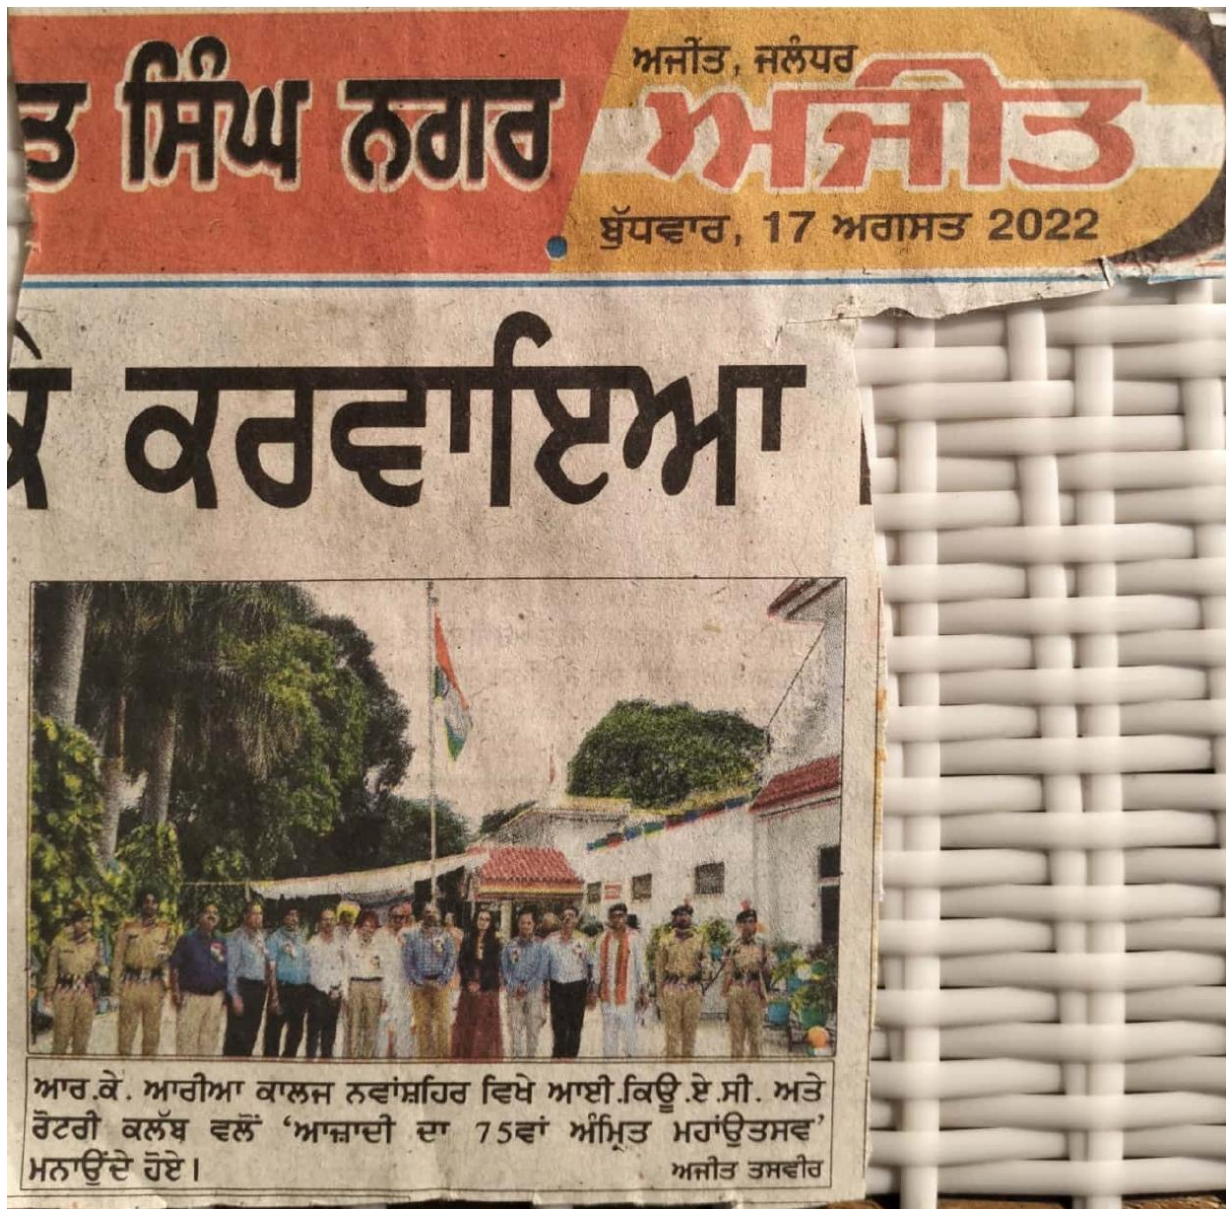 ਅਜੀਤ, ਜਲੰਧਰ
ਸਿੰਘ ਨਗਰ ਅਜੀਤ
ਬੁੱਧਵਾਰ, 17 ਅਗਸਤ 2022
ਕਰਵਾਇਆ
ਆਰ.ਕੇ. ਆਰੀਆ ਕਾਲਜ ਨਵਾਂਸ਼ਹਿਰ ਵਿਖੇ ਆਈ.ਕਿਊ.ਏ.ਸੀ. ਅਤੇ
ਰੋਟਰੀ ਕਲੱਬ ਵਲੋਂ ‘ਆਜ਼ਾਦੀ ਦਾ 75ਵਾਂ ਅੰਮ੍ਰਿਤ ਮਹਾਂਉਤਸਵ’
ਮਨਾਉਂਦੇ ਹੋਏ। ਅਜੀਤ ਤਸਵੀਰ